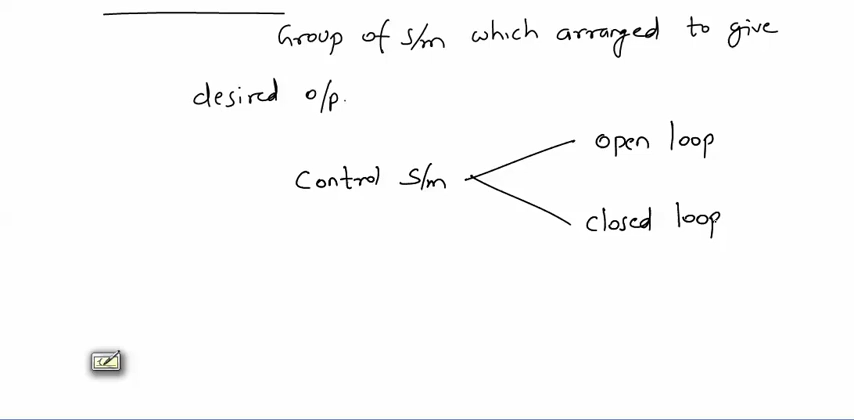 Group of s/m which arranged to give
desired o/p.
Control s/m
open loop
closed loop